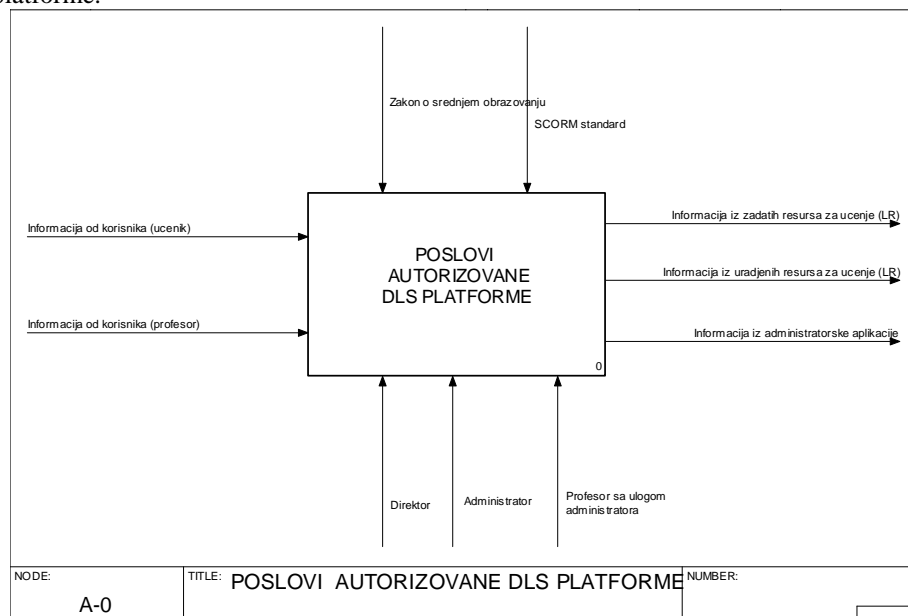 platforme.
Zakon o srednjem obrazovanju
SCORM standard
Informacija od korisnika (ucenik)
Informacija iz zadatih resursa za ucenje (LR)
POSLOVI
AUTORIZOVANE
DLS PLATFORME
Informacija iz uradjenih resursa za ucenje (LR)
Informacija od korisnika (profesor)
Informacija iz administratorske aplikacije
0
Direktor
Administrator
Profesor sa ulogom
administratora
NODE:
A-0
TITLE: POSLOVI AUTORIZOVANE DLS PLATFORME
NUMBER: